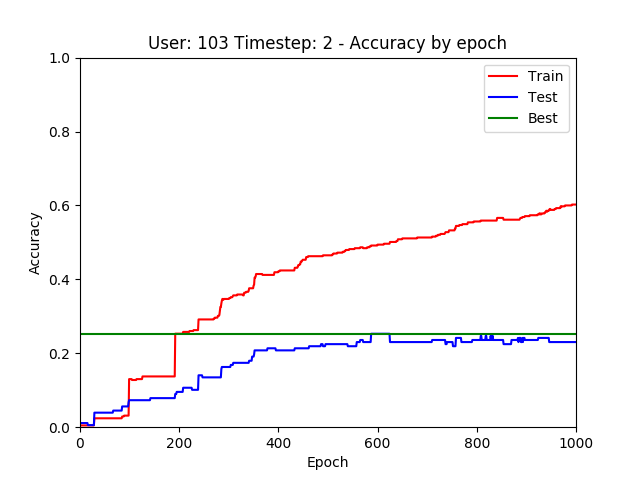 User: 103 Timestep: 2 - Accuracy by epoch
1.0
0.8
0.6
0.4
0.2
0.0
Accuracy
Train
Test
Best
0 200 400 600 800 1000
Epoch